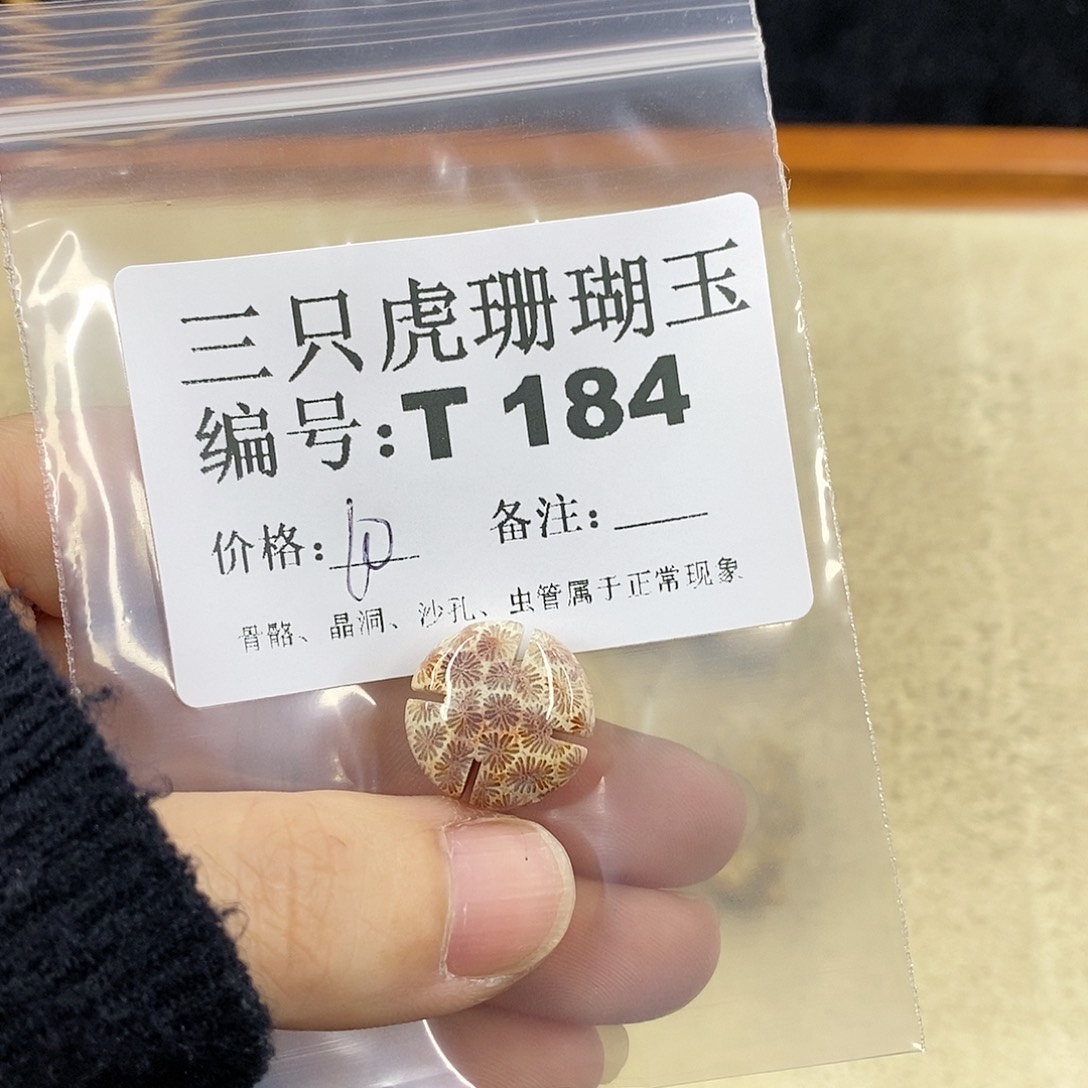 三只虎珊瑚玉
编号:T 184
价格: 备注:
骨骼、晶洞、沙孔、虫管属于正常现象